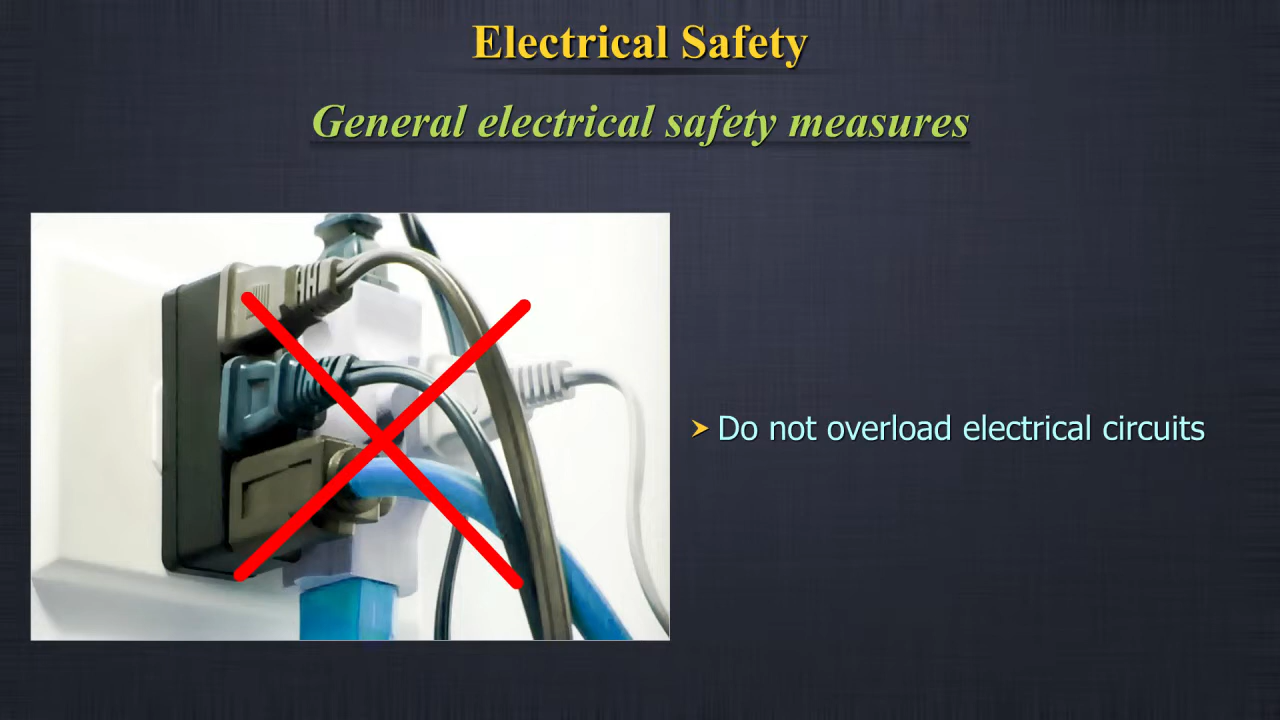 Electrical Safety
General electrical safety measures
Do not overload electrical circuits